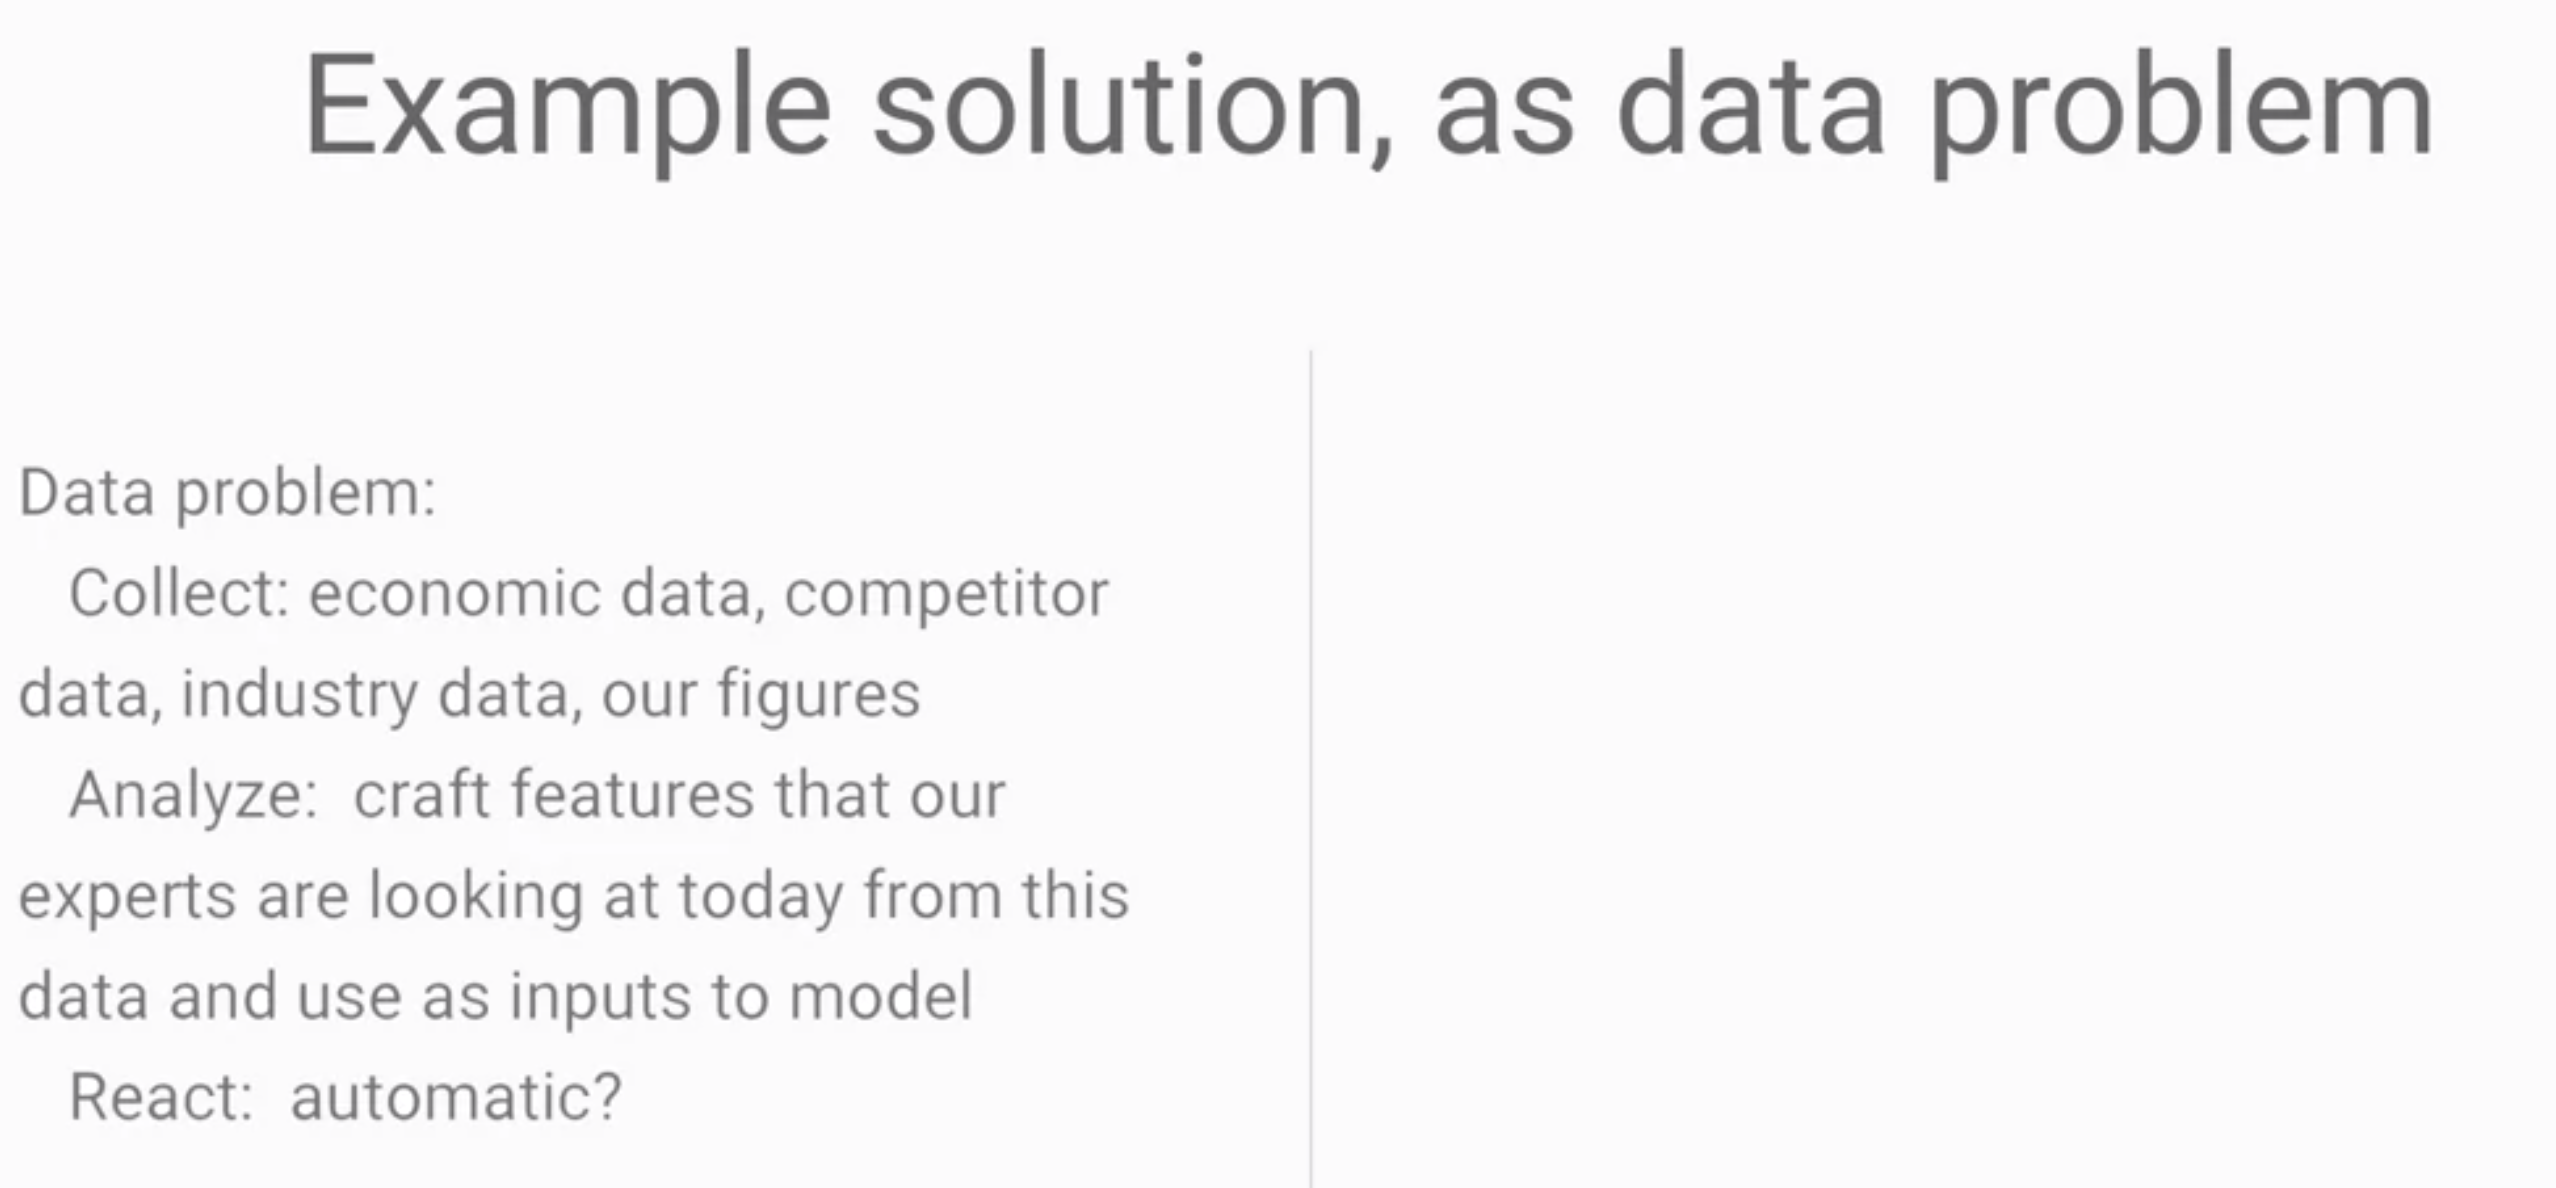 Example solution, as data problem
Data problem:
Collect: economic data, competitor
data, industry data, our figures
Analyze:  craft features that our
experts are looking at today from this
data and use as inputs to model
React:  automatic?